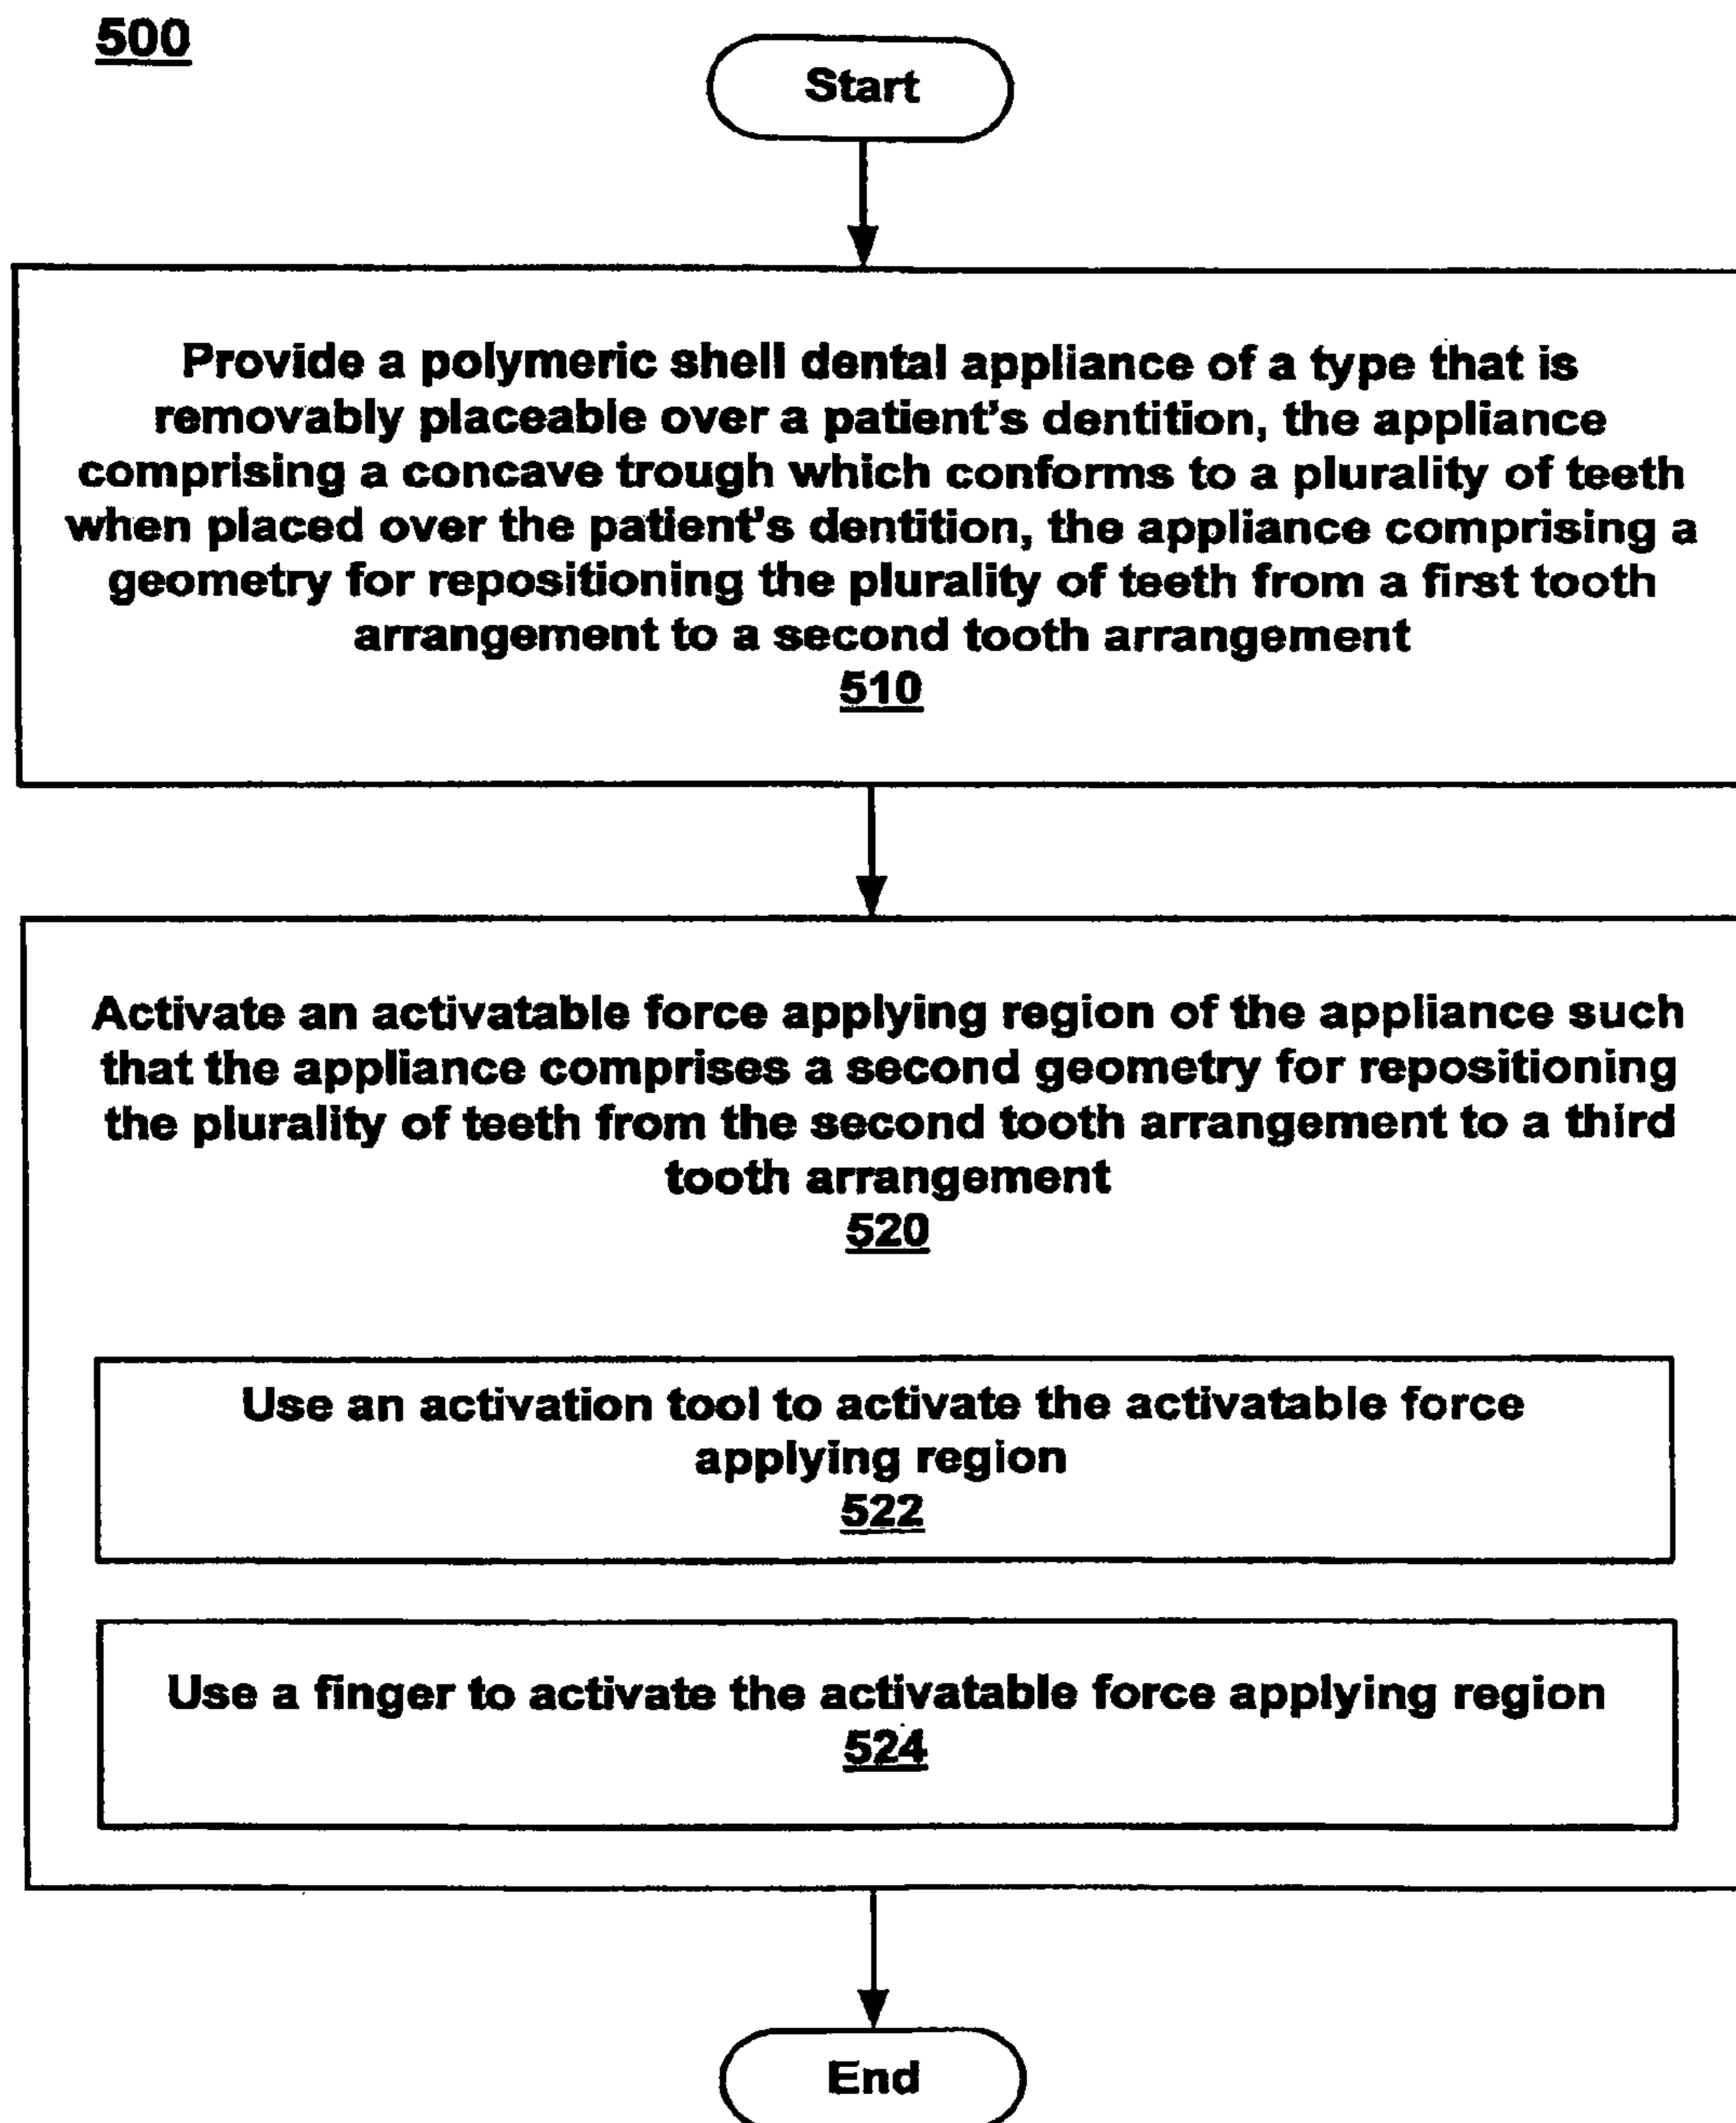 500
Start
Provide a polymeric shell dental appliance of a type that is
removably placeable over a patient's dentition, the appliance
comprising a concave trough which conforms to a plurality of teeth
when placed over the patient's dentition, the appliance comprising a
geometry for repositioning the plurality of teeth from a first tooth
arrangement to a second tooth arrangement
510
Activate an activatable force applying region of the appliance such
that the appliance comprises a second geometry for repositioning
the plurality of teeth from the second tooth arrangement to a third
tooth arrangement
520
Use an activation tool to activate the activatable force
applying region
522
Use a finger to activate the activatable force applying region
524
End